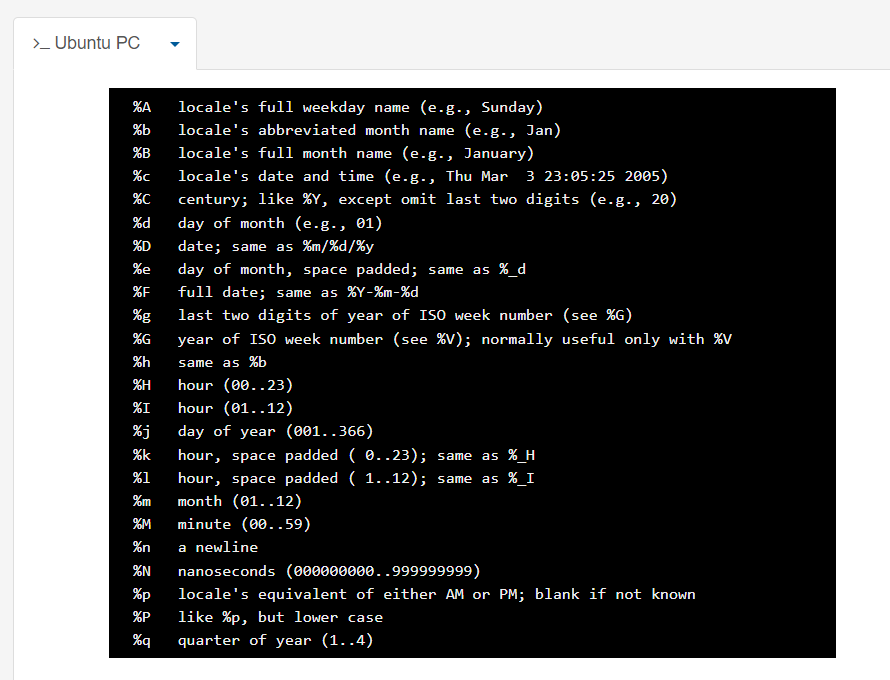 >_ Ubuntu PC
%A   locale's full weekday name (e.g., Sunday)
%b   locale's abbreviated month name (e.g., Jan)
%B   locale's full month name (e.g., January)
%c   locale's date and time (e.g., Thu Mar  3 23:05:25 2005)
%C   century; like %Y, except omit last two digits (e.g., 20)
%d   day of month (e.g., 01)
%D   date; same as %m/%d/%y
%e   day of month, space padded; same as %_d
%F   full date; same as %Y-%m-%d
%g   last two digits of year of ISO week number (see %G)
%G   year of ISO week number (see %V); normally useful only with %V
%h   same as %b
%H   hour (00..23)
%I   hour (01..12)
%j   day of year (001..366)
%k   hour, space padded ( 0..23); same as %_H
%l   hour, space padded ( 1..12); same as %_I
%m   month (01..12)
%M   minute (00..59)
%n   a newline
%N   nanoseconds (000000000..999999999)
%p   locale's equivalent of either AM or PM; blank if not known
%P   like %p, but lower case
%q   quarter of year (1..4)